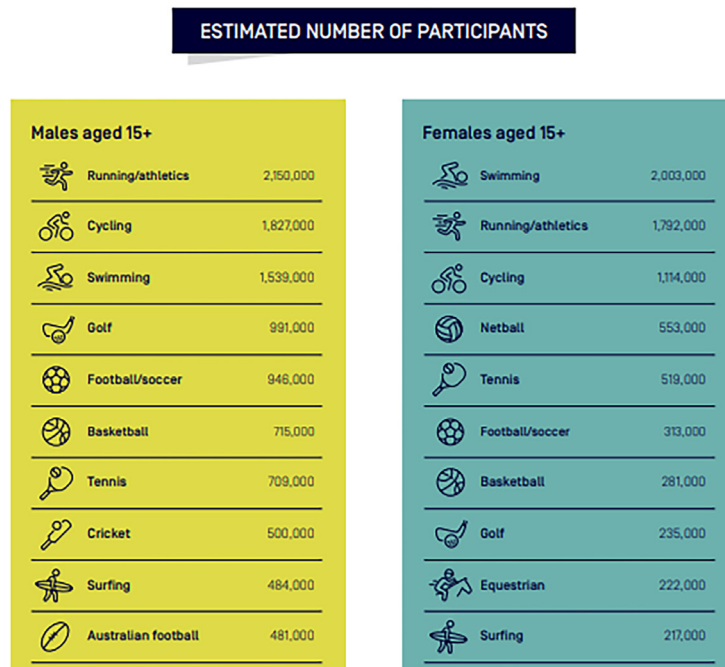 ESTIMATED NUMBER OF PARTICIPANTS
Males aged 15+
Running/athletics 2,150,000
Cycling 1,827,000
Swimming 1,539,000
Golf 991,000
Football/soccer 946,000
Basketball 715,000
Tennis 709,000
Cricket 500,000
Surfing 484,000
Australian football 481,000
Females aged 15+
Swimming 2,003,000
Running/athletics 1,792,000
Cycling 1,114,000
Netball 553,000
Tennis 519,000
Football/soccer 313,000
Basketball 281,000
Golf 235,000
Equestrian 222,000
Surfing 217,000